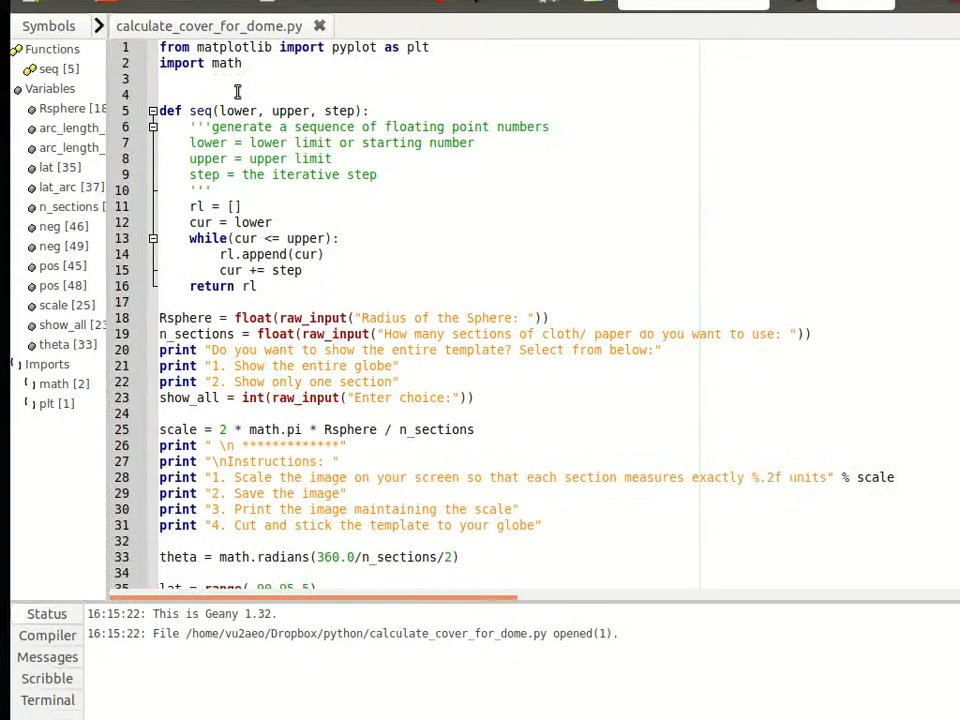 Symbols
calculate_cover_for_dome.py
Functions
seq [5]
Variables
Rsphere [18
arc_length_
arc_length_
lat [35]
lat_arc [37]
n_sections [
neg [46]
neg [49]
pos [45]
pos [48]
scale [25]
show_all [23
theta [33]
Imports
math [2]
plt [1]
1 from matplotlib import pyplot as plt
2 import math
3
4
5 def seq(lower, upper, step):
6 '''generate a sequence of floating point numbers
7 lower = lower limit or starting number
8 upper = upper limit
9 step = the iterative step
10 '''
11 rl = []
12 cur = lower
13 while(cur <= upper):
14 rl.append(cur)
15 cur += step
16 return rl
17
18 Rsphere = float(raw_input("Radius of the Sphere: "))
19 n_sections = float(raw_input("How many sections of cloth/ paper do you want to use: "))
20 print "Do you want to show the entire template? Select from below:"
21 print "1. Show the entire globe"
22 print "2. Show only one section"
23 show_all = int(raw_input("Enter choice:"))
24
25 scale = 2 * math.pi * Rsphere / n_sections
26 print " \n *************"
27 print "\nInstructions: "
28 print "1. Scale the image on your screen so that each section measures exactly %.2f units" % scale
29 print "2. Save the image"
30 print "3. Print the image maintaining the scale"
31 print "4. Cut and stick the template to your globe"
32
33 theta = math.radians(360.0/n_sections/2)
34
35 lat = range(-90,95,5)
Status
Compiler
Messages
Scribble
Terminal
16:15:22: This is Geany 1.32.
16:15:22: File /home/vu2aeo/Dropbox/python/calculate_cover_for_dome.py opened(1).